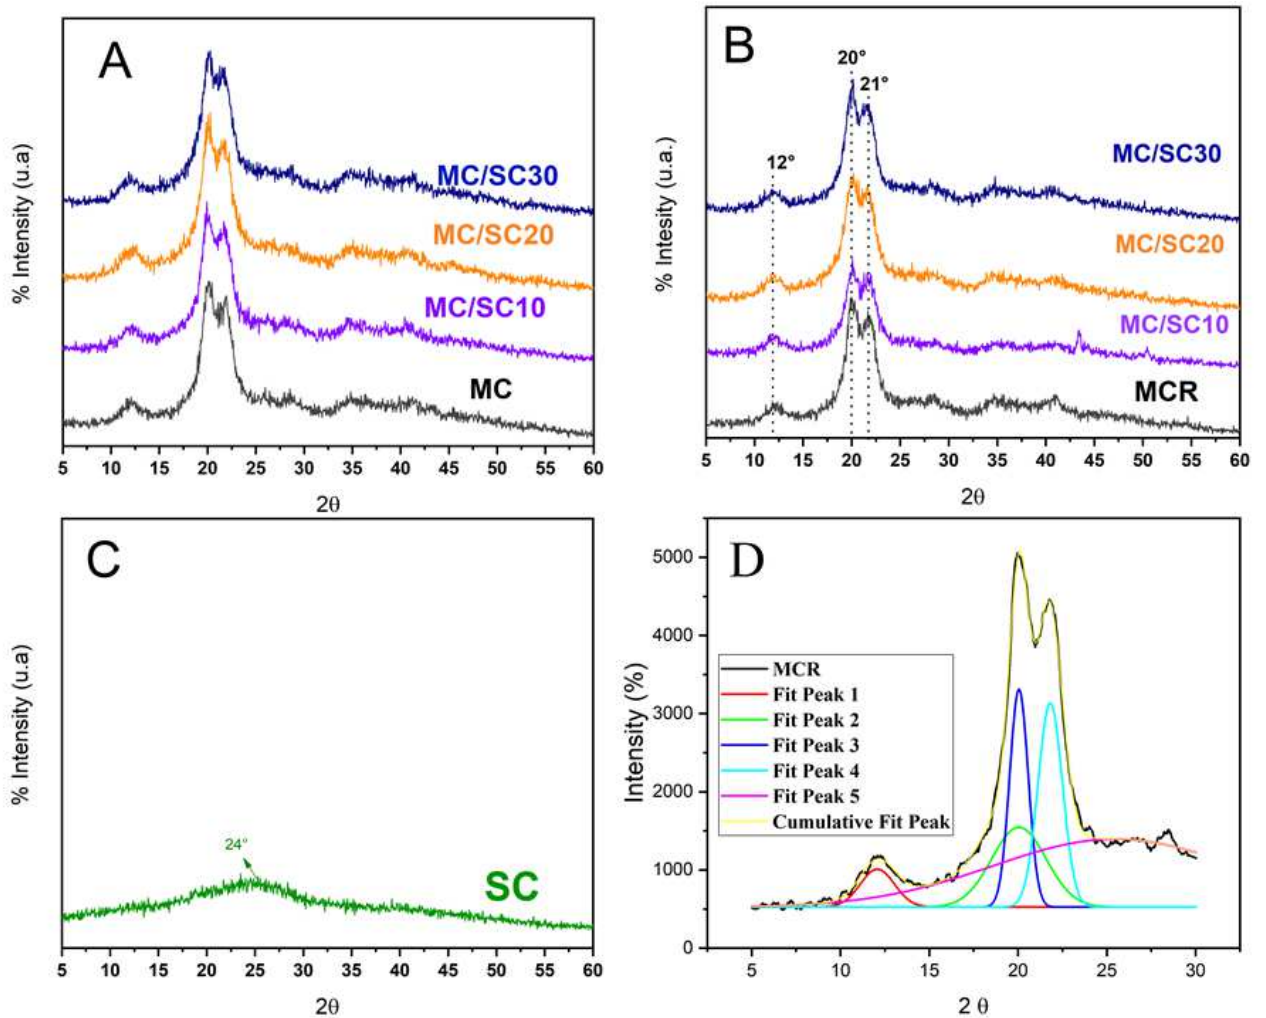 A
% Intensity (u.a)
MC/SC30
MC/SC20
MC/SC10
MC
5 10 15 20 25 30 35 40 45 50 55 60
2θ
B
% Intesity (u.a.)
20°
21°
12°
MC/SC30
MC/SC20
MC/SC10
MCR
5 10 15 20 25 30 35 40 45 50 55 60
2θ
C
% Intensity (u.a)
24°
SC
5 10 15 20 25 30 35 40 45 50 55 60
2θ
D
Intensity (%)
5000
4000
3000
2000
1000
0
MCR
Fit Peak 1
Fit Peak 2
Fit Peak 3
Fit Peak 4
Fit Peak 5
Cumulative Fit Peak
5 10 15 20 25 30
2 θ